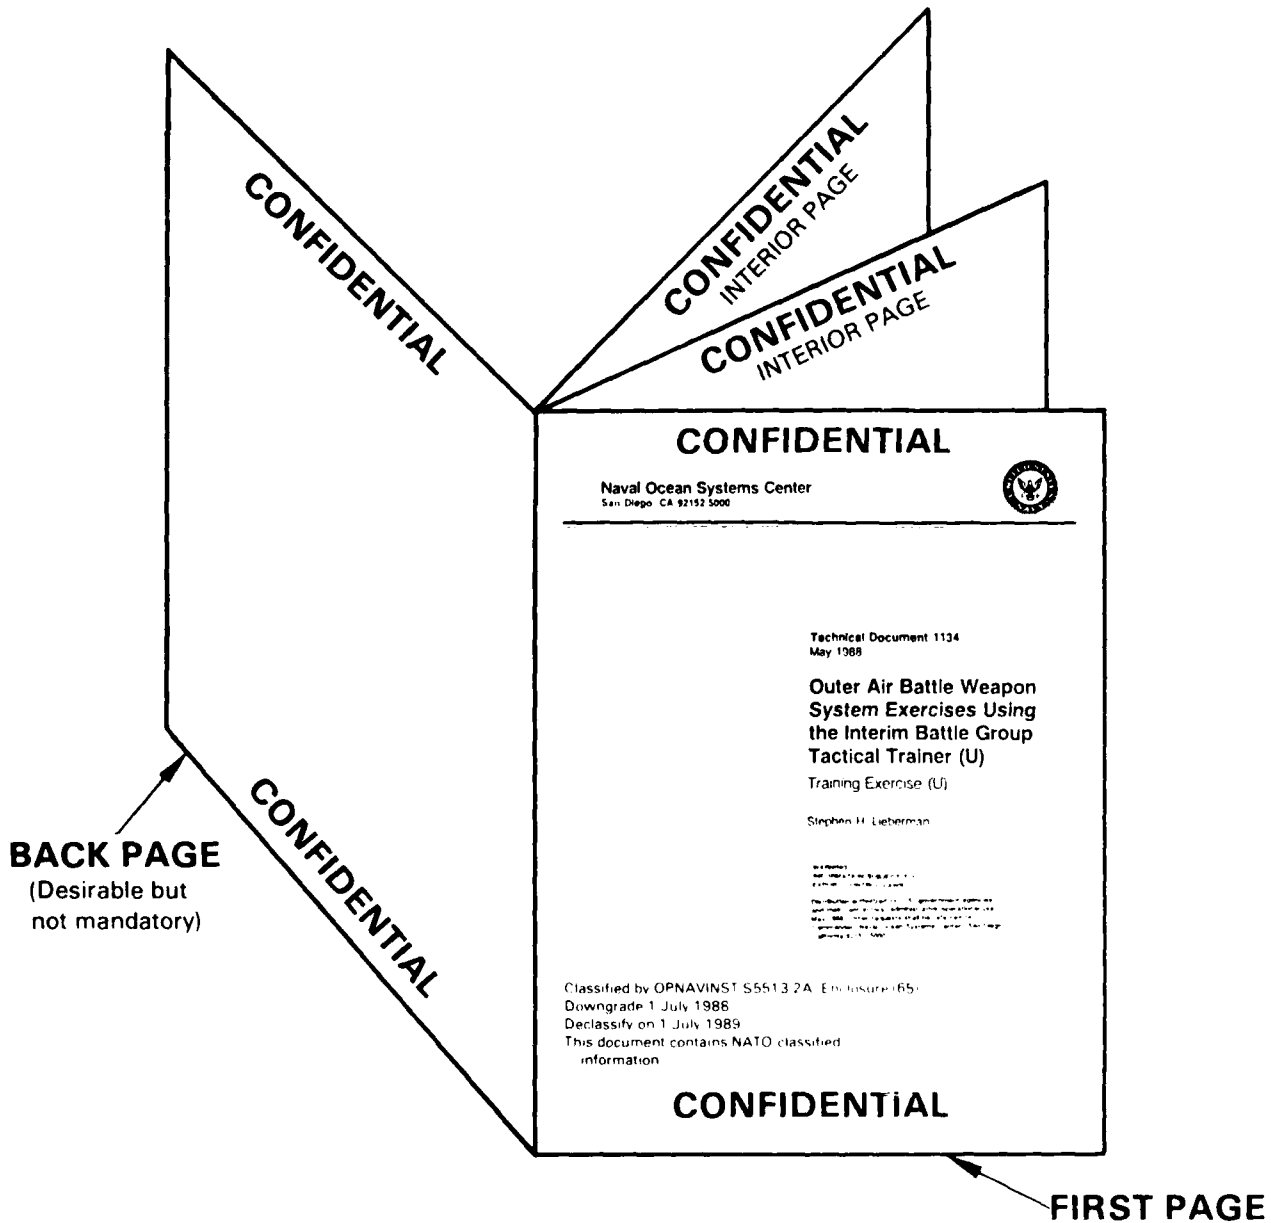 CONFIDENTIAL
CONFIDENTIAL
INTERIOR PAGE
CONFIDENTIAL
INTERIOR PAGE
CONFIDENTIAL
Naval Ocean Systems Center
San Diego, CA 92152 5000
Technical Document 1134
May 1988
Outer Air Battle Weapon
System Exercises Using
the Interim Battle Group
Tactical Trainer (U)
Training Exercise (U)
Stephen H. Lieberman
Classified by OPNAVINST S5513 2A Enclosure (65)
Downgrade 1 July 1988
Declassify on 1 July 1989
This document contains NATO classified
information
CONFIDENTIAL
CONFIDENTIAL
BACK PAGE
(Desirable but
not mandatory)
FIRST PAGE